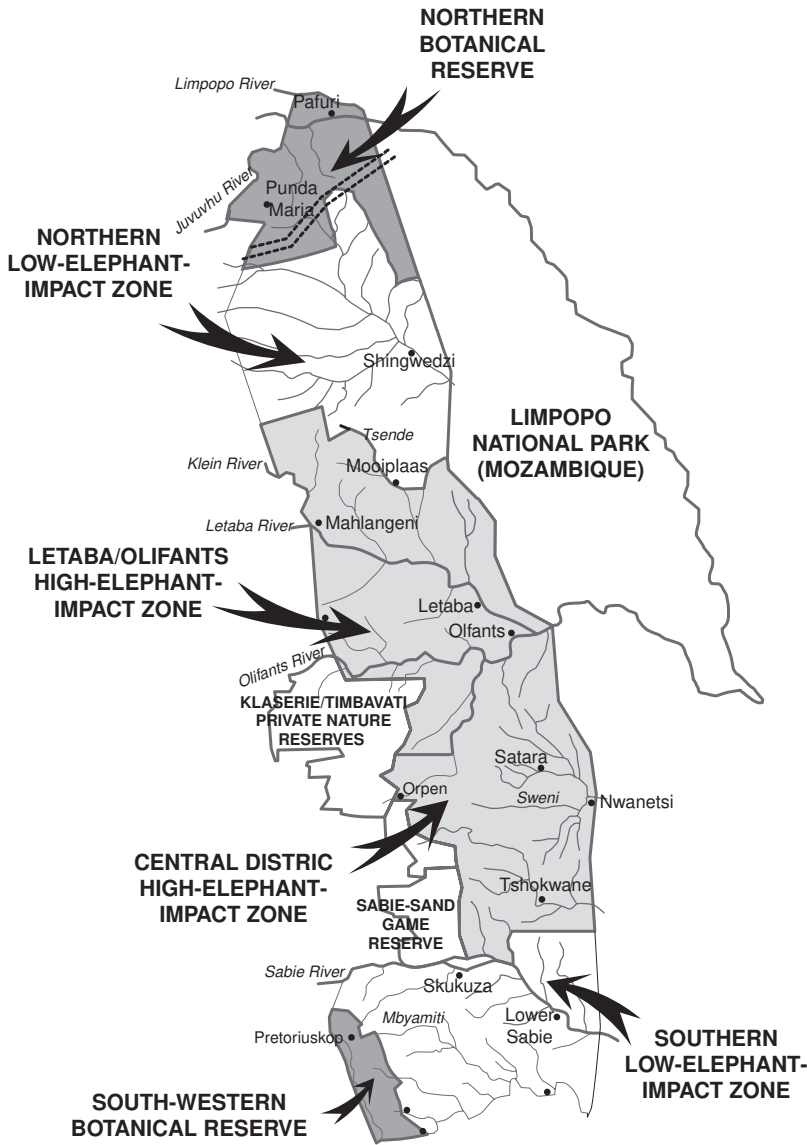 NORTHERN
BOTANICAL
RESERVE
Limpopo River
Pafuri
Juvuvhu River
Punda
Maria
NORTHERN
LOW-ELEPHANT-
IMPACT ZONE
Shingwedzi
LIMPOPO
NATIONAL PARK
(MOZAMBIQUE)
Tsende
Klein River
Mooiplaas
Letaba River
Mahlangeni
LETABA/OLIFANTS
HIGH-ELEPHANT-
IMPACT ZONE
Letaba
Olfants
Olifants River
KLASERIE/TIMBAVATI
PRIVATE NATURE
RESERVES
Satara
Orpen
Sweni
Nwanetsi
CENTRAL DISTRIC
HIGH-ELEPHANT-
IMPACT ZONE
Tshokwane
SABIE-SAND
GAME
RESERVE
Sabie River
Skukuza
Mbyamiti
Lower
Sabie
Pretoriuskop
SOUTHERN
LOW-ELEPHANT-
IMPACT ZONE
SOUTH-WESTERN
BOTANICAL RESERVE